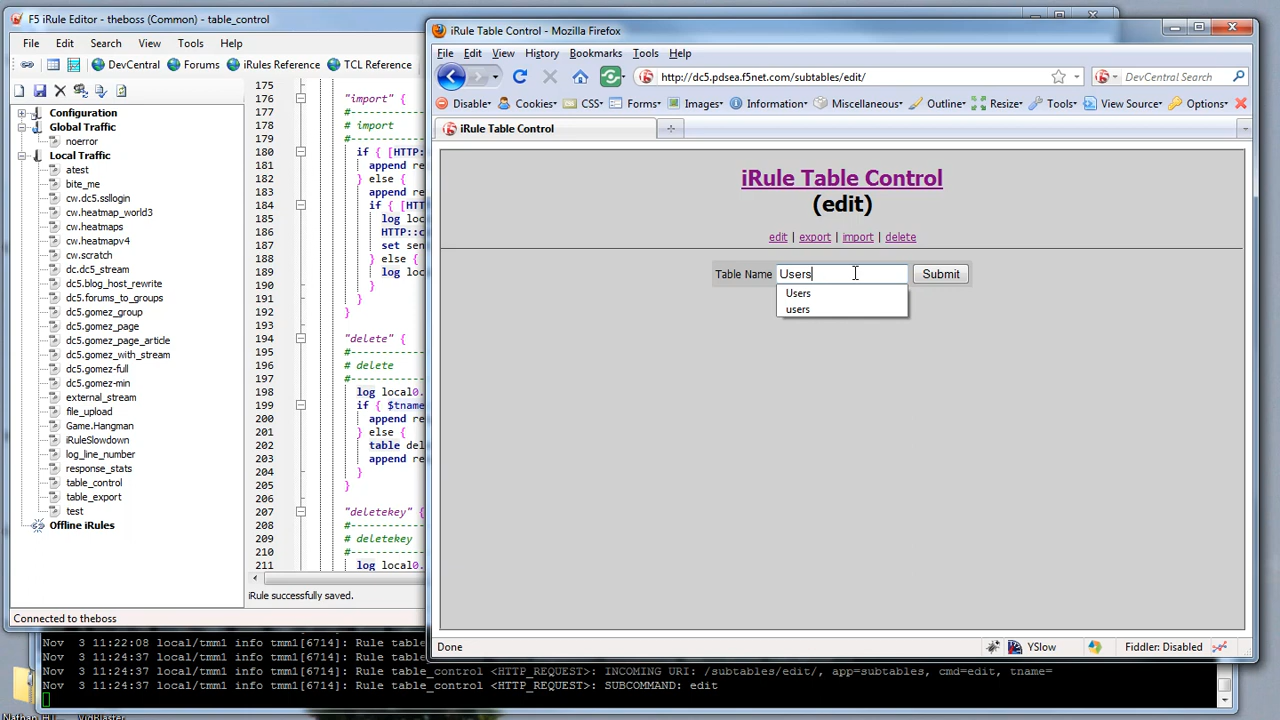 F5 iRule Editor - theboss (Common) - table_control
File Edit Search View Tools Help
DevCentral Forums iRules Reference TCL Reference
Configuration
Global Traffic
noerror
Local Traffic
atest
bite_me
cw.dc5.ssllogin
cw.heatmap_world3
cw.heatmaps
cw.heatmapv4
cw.scratch
dc.dc5_stream
dc5.blog_host_rewrite
dc5.forums_to_groups
dc5.gomez_group
dc5.gomez_page
dc5.gomez_page_article
dc5.gomez_with_stream
dc5.gomez-full
dc5.gomez-min
external_stream
file_upload
Game.Hangman
iRuleSlowdown
log_line_number
response_stats
table_control
table_export
test
Offline iRules
Connected to theboss
175
176 "import" {
177 #---------------
178 # import
179 #---------------
180 if { [HTTP:
181 append re
182 } else {
183 append re
184 if { [HT
185 log loc
186 HTTP::c
187 set sen
188 } else {
189 log loc
190 }
191 }
192 }
193
194 "delete" {
195 #---------------
196 # delete
197 #---------------
198 log local0.
199 if { $tname
200 append re
201 } else {
202 table del
203 append re
204 }
205 }
206
207 "deletekey" {
208 #---------------
209 # deletekey
210 #---------------
211 log local0.
iRule successfully saved.
iRule Table Control - Mozilla Firefox
File Edit View History Bookmarks Tools Help
http://dc5.pdsea.f5net.com/subtables/edit/
DevCentral Search
Disable Cookies CSS Forms Images Information Miscellaneous Outline Resize Tools View Source Options
iRule Table Control
iRule Table Control
(edit)
edit | export | import | delete
Table Name Users Submit
Users
users
Done
YSlow
Fiddler: Disabled
Nov 3 11:22:08 local/tmm1 info tmm1[6714]: Rule table_
Nov 3 11:24:37 local/tmm1 info tmm1[6714]: Rule table_
Nov 3 11:24:37 local/tmm1 info tmm1[6714]: Rule table_control <HTTP_REQUEST>: INCOMING URI: /subtables/edit/, app=subtables, cmd=edit, tname=
Nov 3 11:24:37 local/tmm1 info tmm1[6714]: Rule table_control <HTTP_REQUEST>: SUBCOMMAND: edit